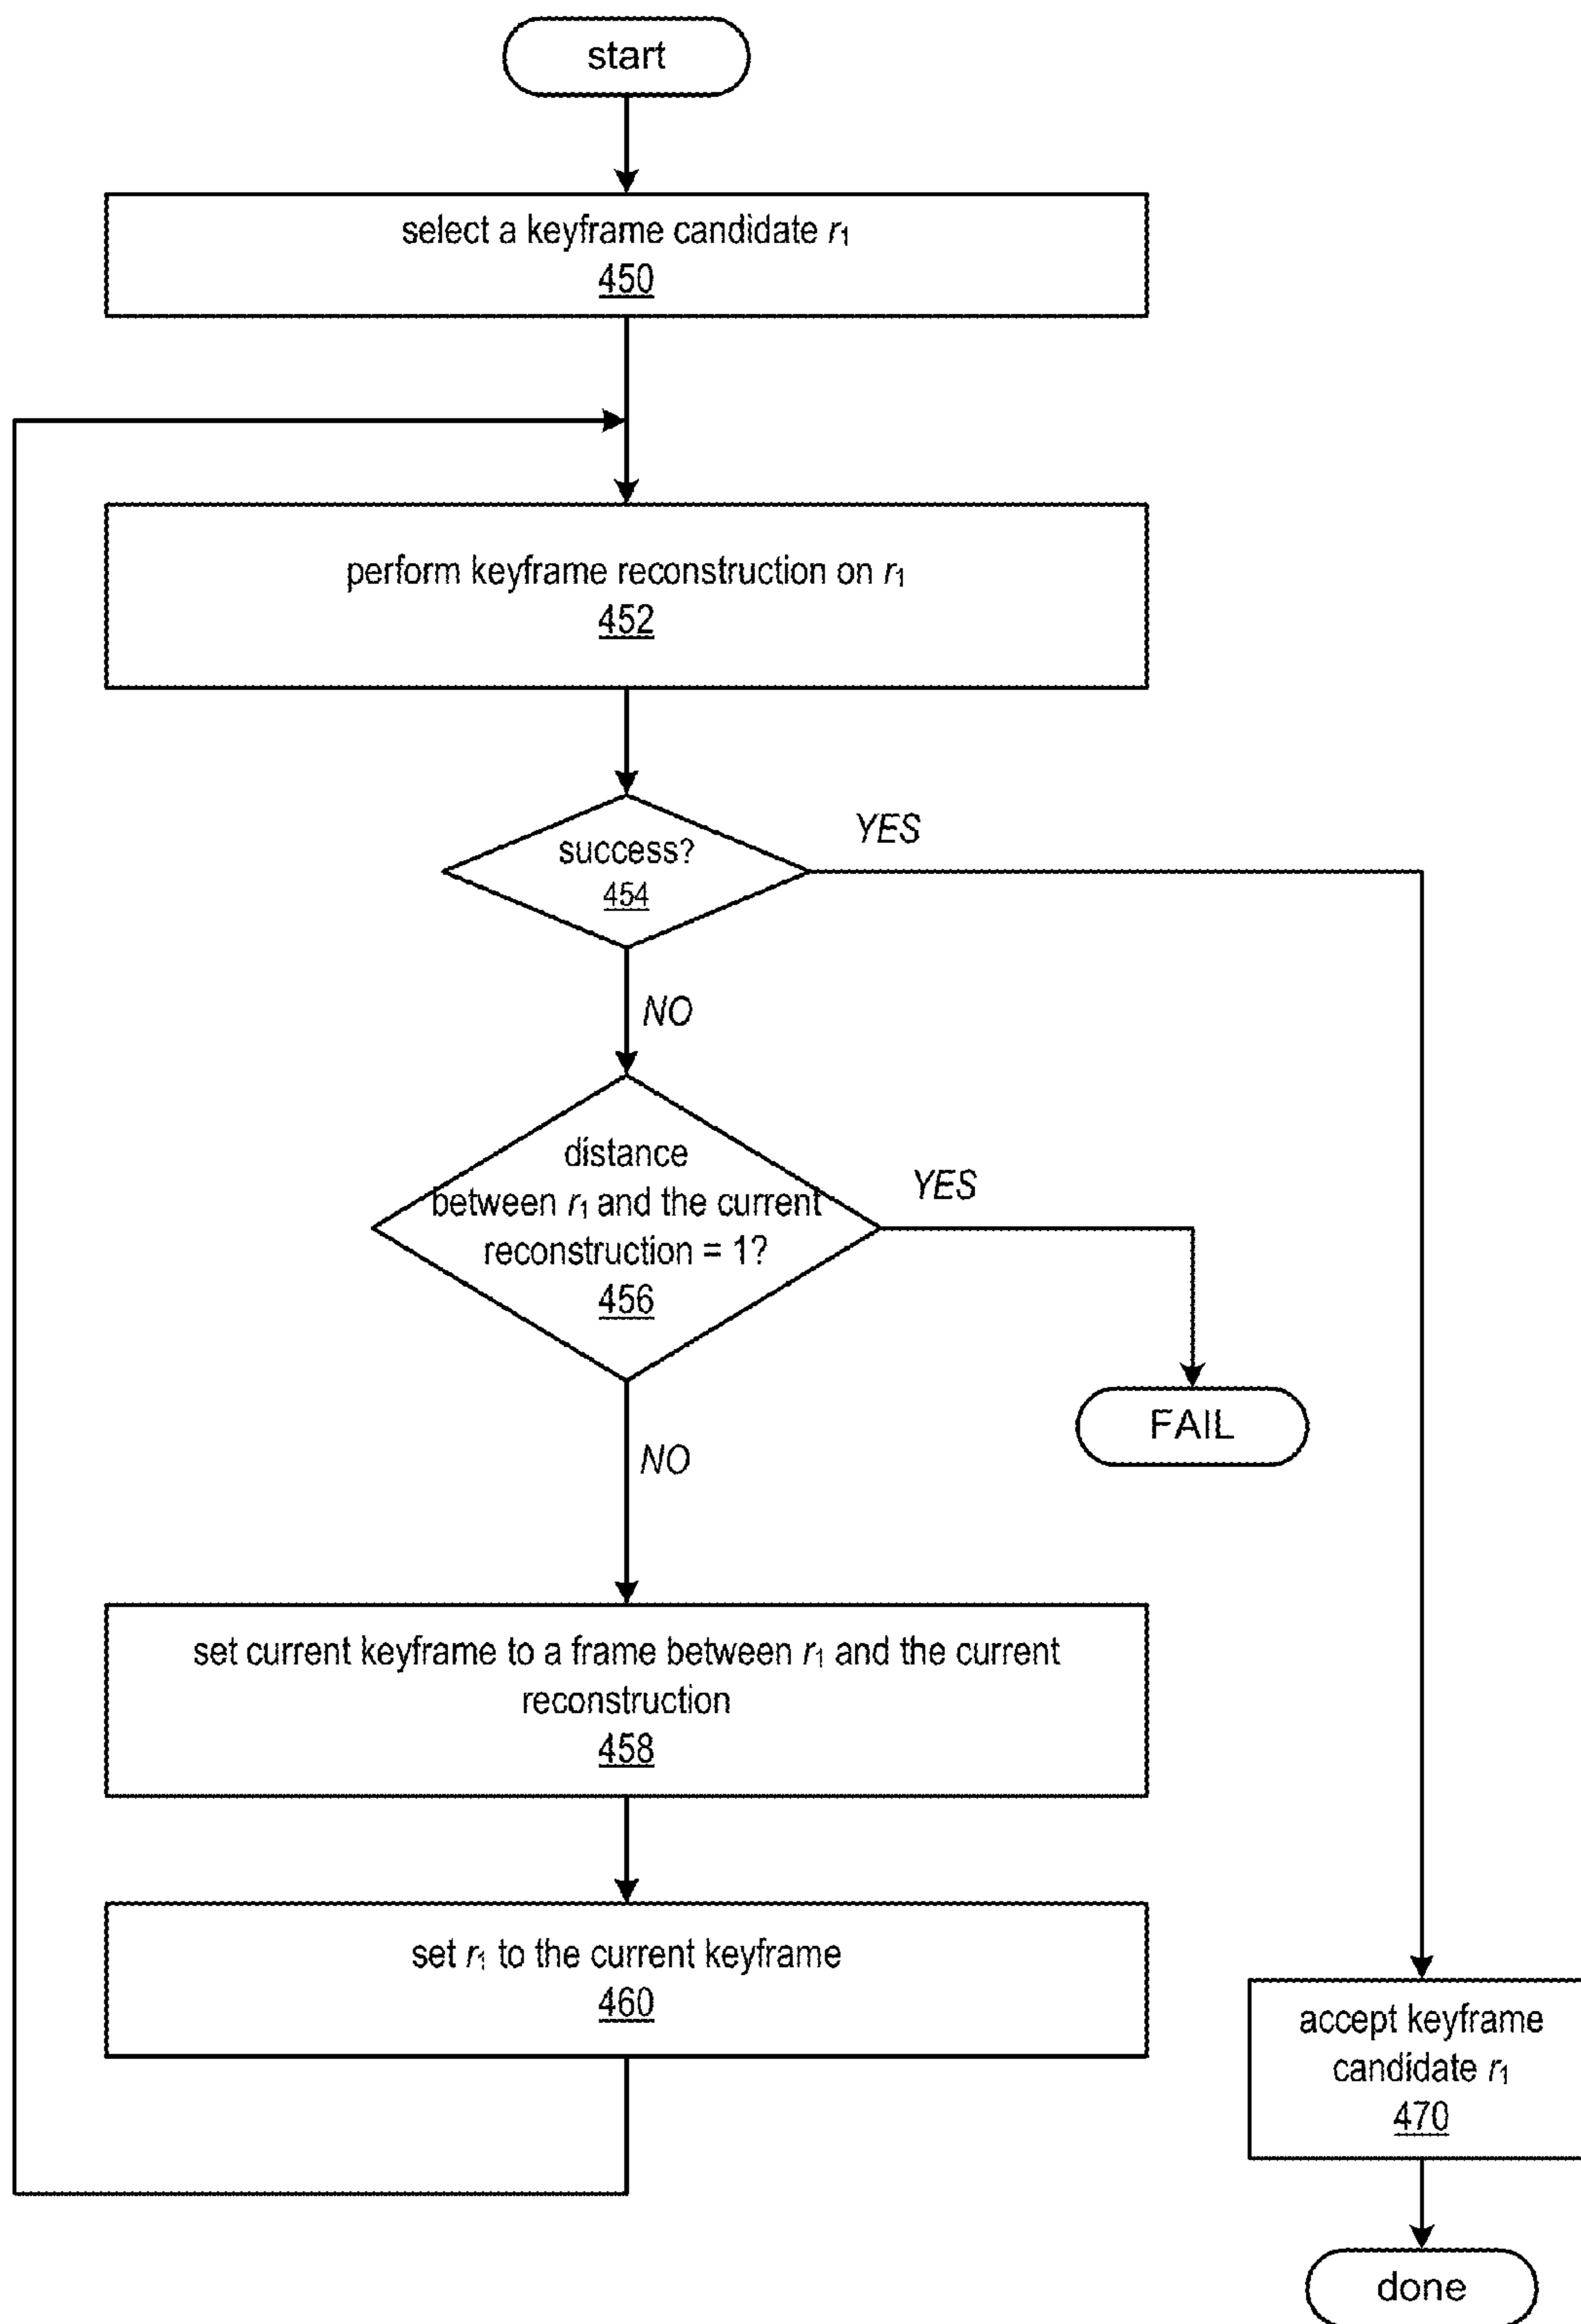 start
select a keyframe candidate r₁
450
perform keyframe reconstruction on r₁
452
success?
454
YES
NO
distance
between r₁ and the current
reconstruction = 1?
456
YES
FAIL
NO
set current keyframe to a frame between r₁ and the current
reconstruction
458
set r₁ to the current keyframe
460
accept keyframe
candidate r₁
470
done